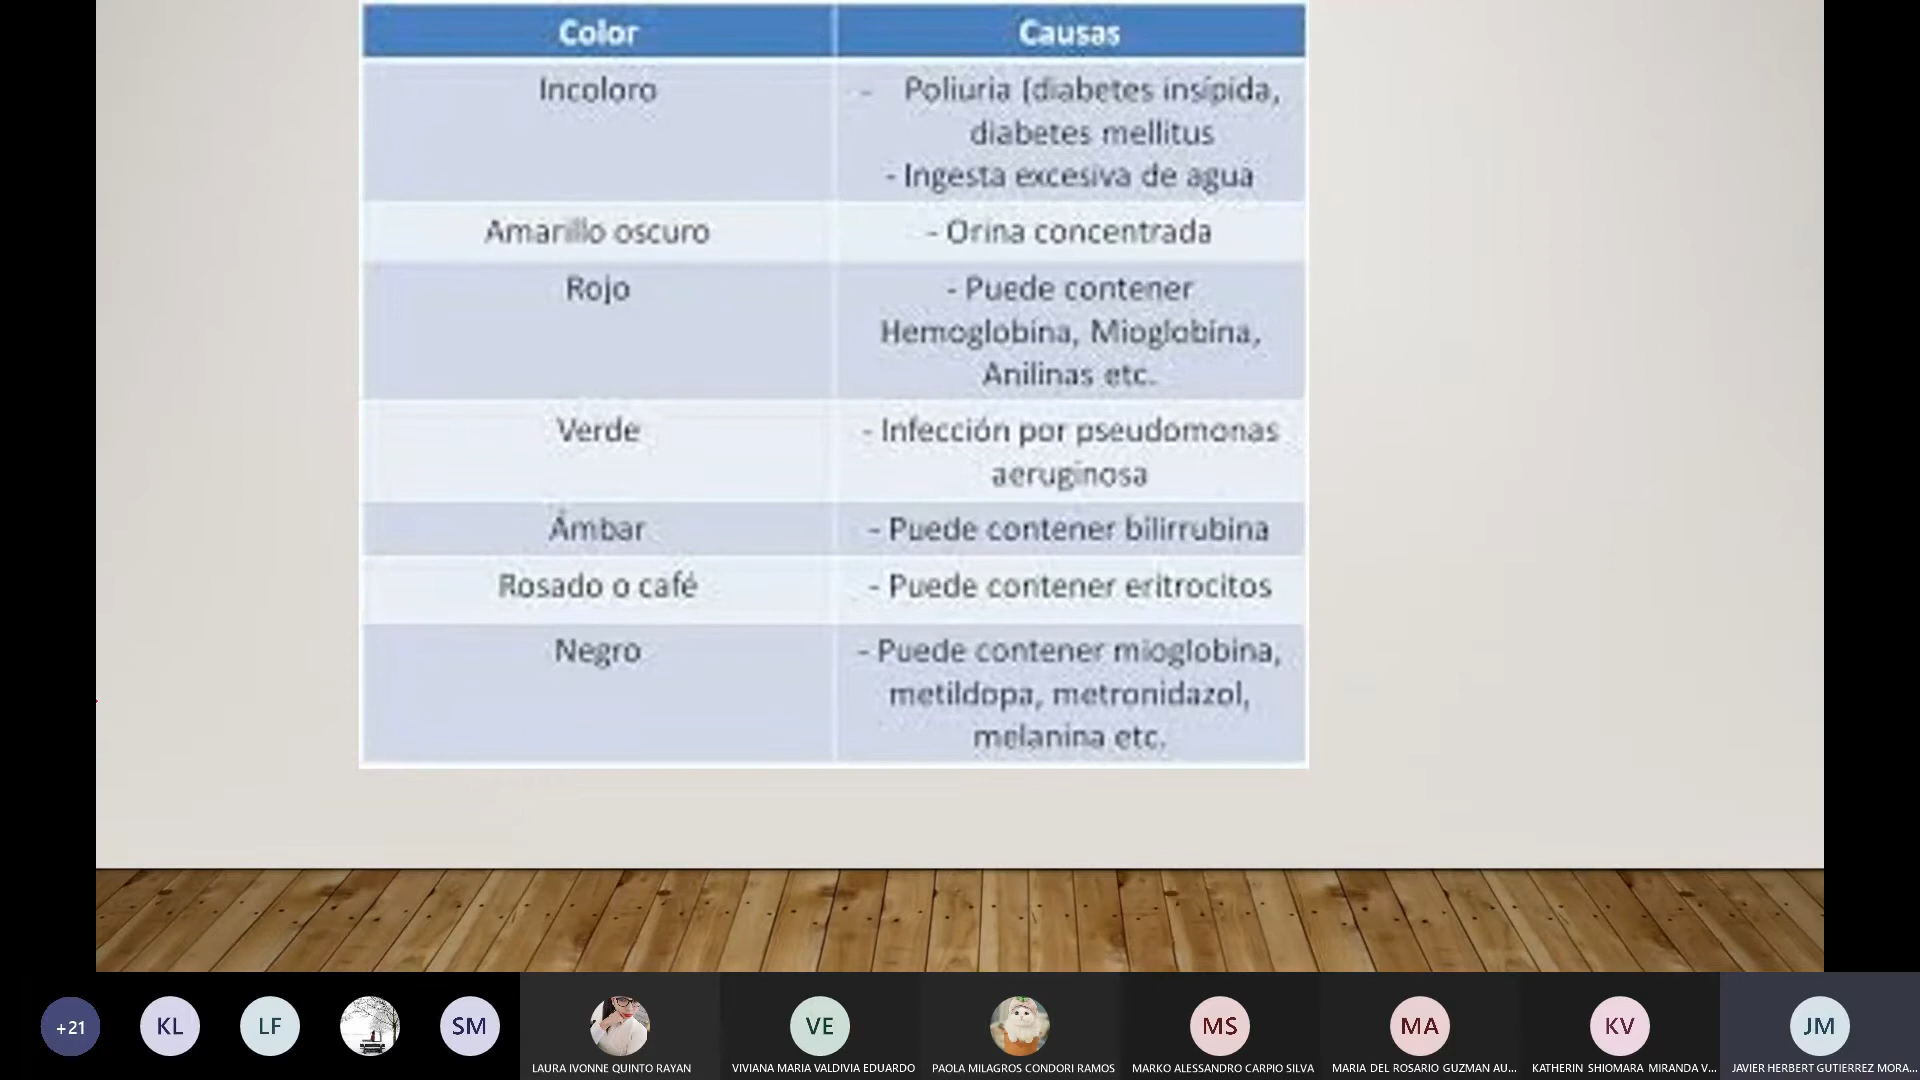 Color Causas
Incoloro - Poliuria (diabetes insípida,
diabetes mellitus
- Ingesta excesiva de agua
Amarillo oscuro - Orina concentrada
Rojo - Puede contener
Hemoglobina, Mioglobina,
Anilinas etc.
Verde - Infección por pseudomonas
aeruginosa
Ámbar - Puede contener bilirrubina
Rosado o café - Puede contener eritrocitos
Negro - Puede contener mioglobina,
metildopa, metronidazol,
melanina etc.
+21 KL LF SM VE MS MA KV JM
LAURA IVONNE QUINTO RAYAN VIVIANA MARIA VALDIVIA EDUARDO PAOLA MILAGROS CONDORI RAMOS MARKO ALESSANDRO CARPIO SILVA MARIA DEL ROSARIO GUZMAN AU... KATHERIN SHIOMARA MIRANDA V... JAVIER HERBERT GUTIERREZ MORA...